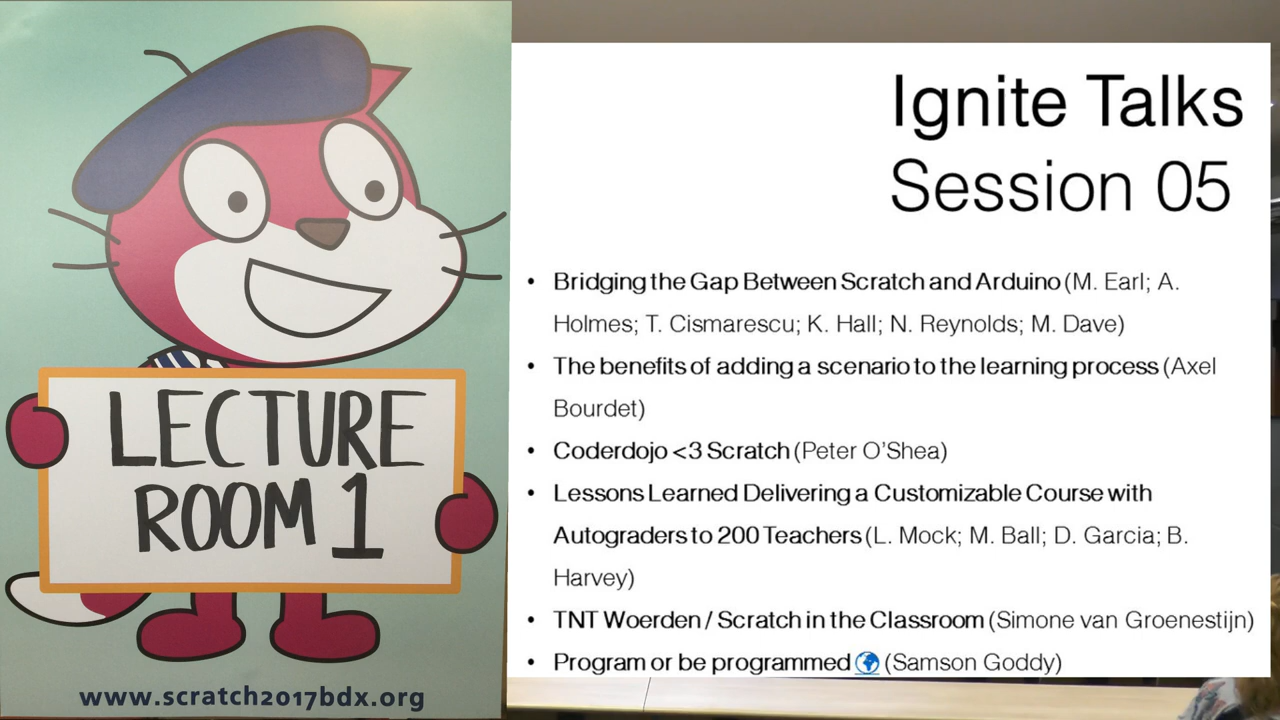 LECTURE
ROOM 1
www.scratch2017bdx.org
Ignite Talks
Session 05
• Bridging the Gap Between Scratch and Arduino (M. Earl; A.
Holmes; T. Cismarescu; K. Hall; N. Reynolds; M. Dave)
• The benefits of adding a scenario to the learning process (Axel
Bourdet)
• Coderdojo <3 Scratch (Peter O'Shea)
• Lessons Learned Delivering a Customizable Course with
Autograders to 200 Teachers (L. Mock; M. Ball; D. Garcia; B.
Harvey)
• TNT Woerden / Scratch in the Classroom (Simone van Groenestijn)
• Program or be programmed 🌍 (Samson Goddy)